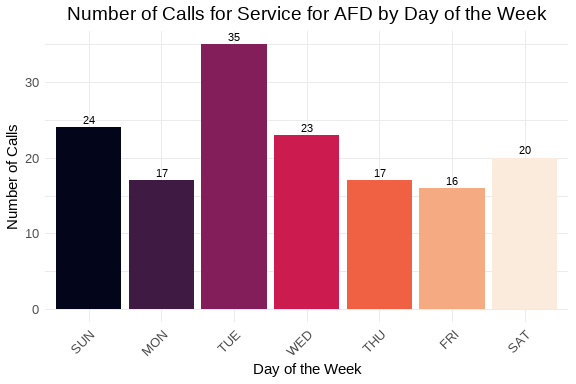 Number of Calls for Service for AFD by Day of the Week
Number of Calls
30
20
10
0
24
17
35
23
17
16
20
SUN
MON
TUE
WED
THU
FRI
SAT
Day of the Week